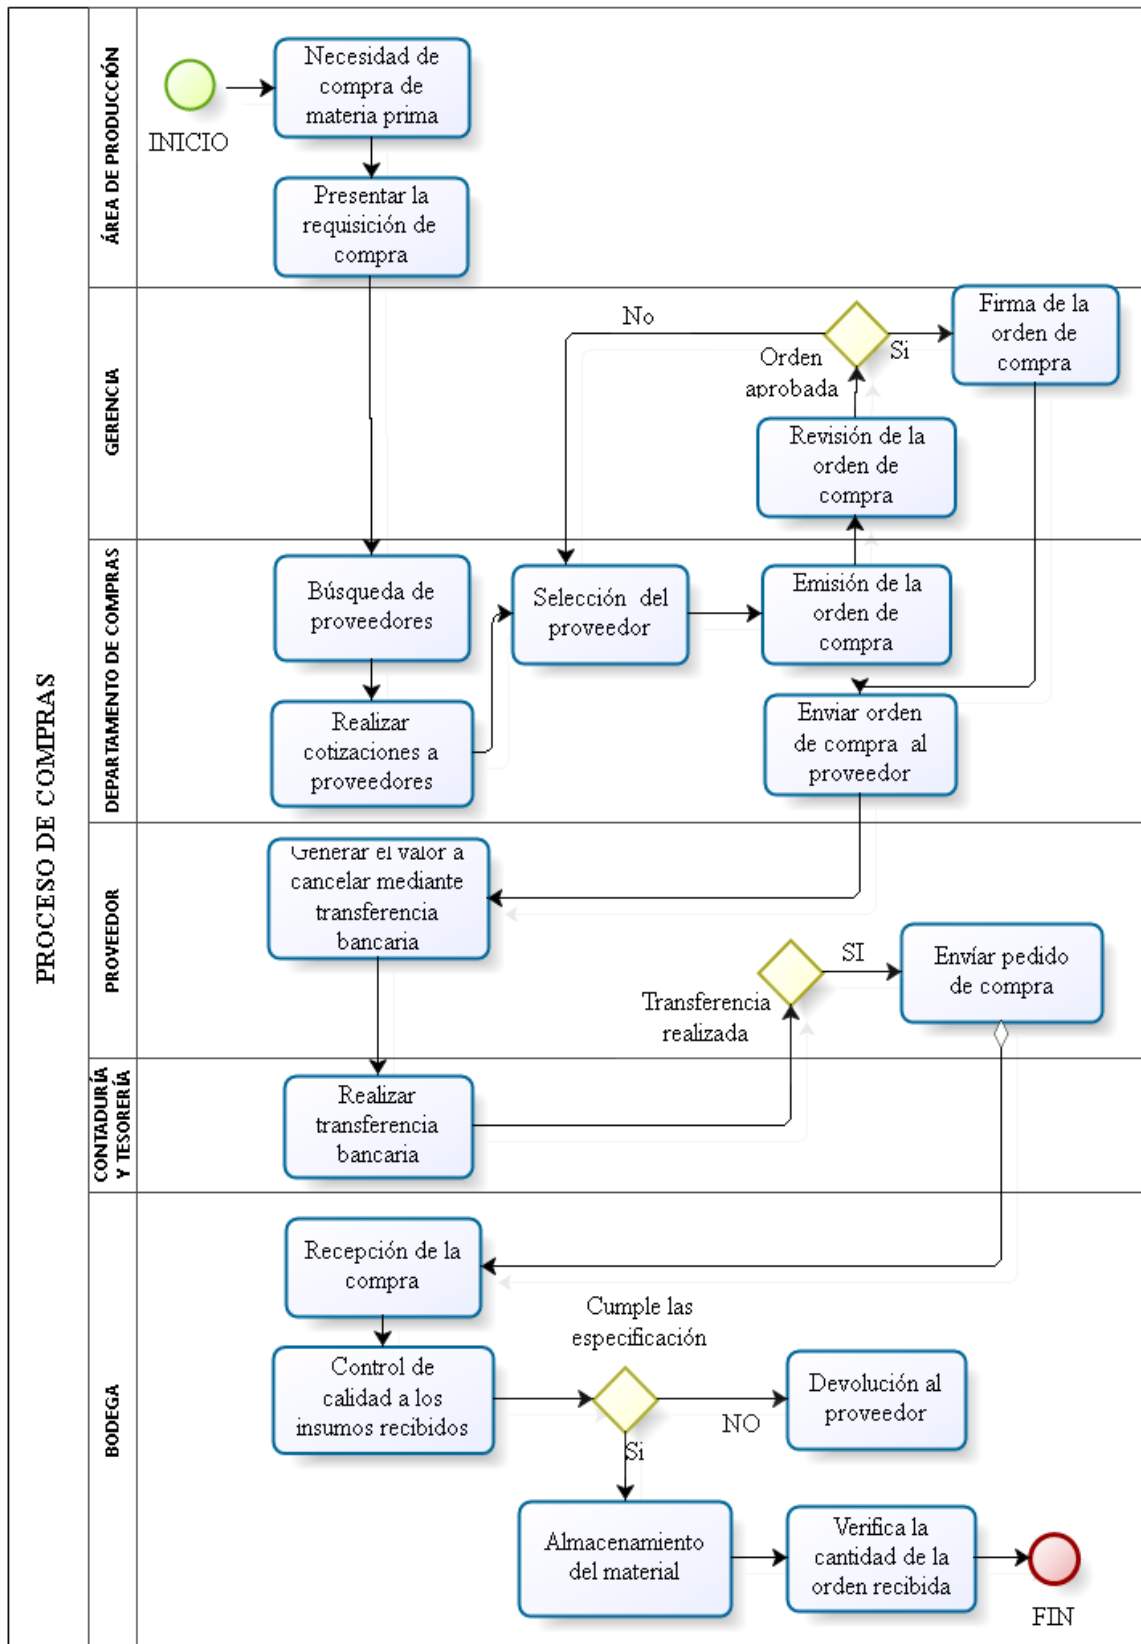 PROCESO DE COMPRAS
ÁREA DE PRODUCCIÓN
INICIO
Necesidad de
compra de
materia prima
Presentar la
requisición de
compra
GERENCIA
No
Orden
aprobada
Si
Firma de la
orden de
compra
Revisión de la
orden de
compra
DEPARTAMENTO DE COMPRAS
Búsqueda de
proveedores
Realizar
cotizaciones a
proveedores
Selección del
proveedor
Emisión de la
orden de
compra
Enviar orden
de compra al
proveedor
PROVEEDOR
Generar el valor a
cancelar mediante
transferencia
bancaria
Transferencia
realizada
SI
Envíar pedido
de compra
CONTADURÍA
Y TESORERÍA
Realizar
transferencia
bancaria
BODEGA
Recepción de la
compra
Control de
calidad a los
insumos recibidos
Cumple las
especificación
NO
Devolución al
proveedor
Si
Almacenamiento
del material
Verifica la
cantidad de la
orden recibida
FIN